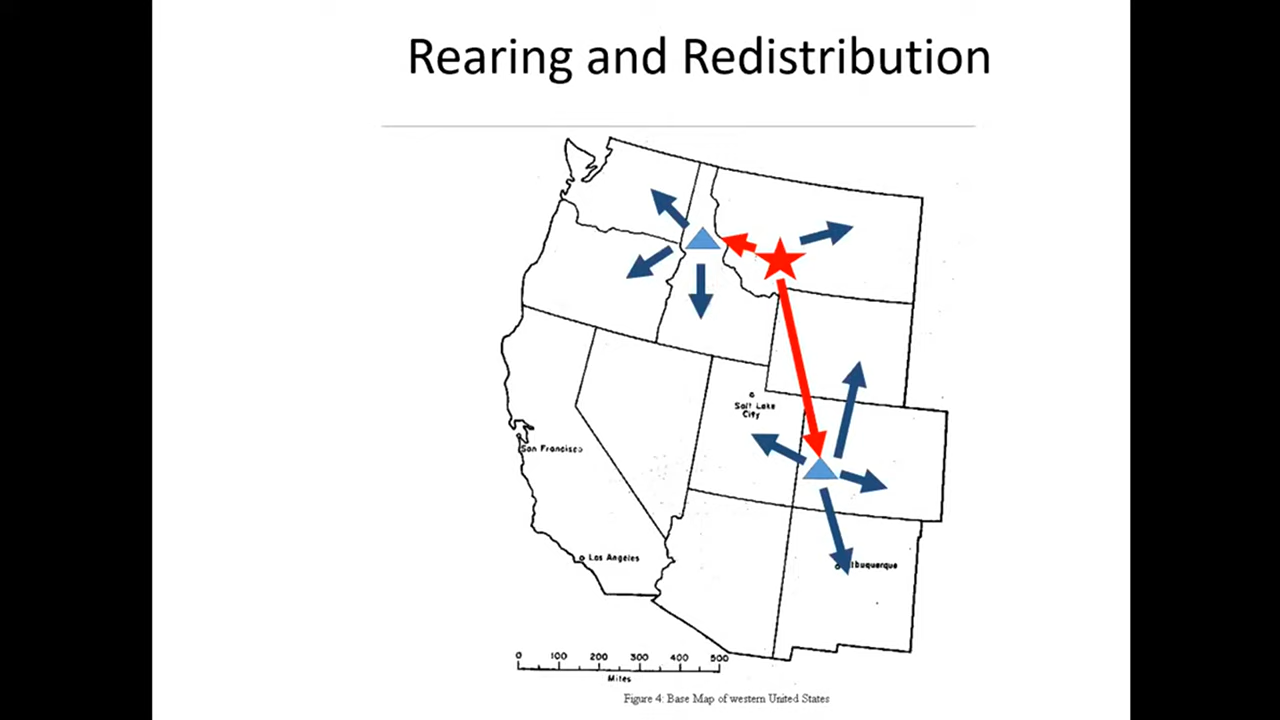 Rearing and Redistribution
Salt Lake
City
San Francisco
Los Angeles
lbuquerque
0 100 200 300 400 500
Miles
Figure 4: Base Map of western United States